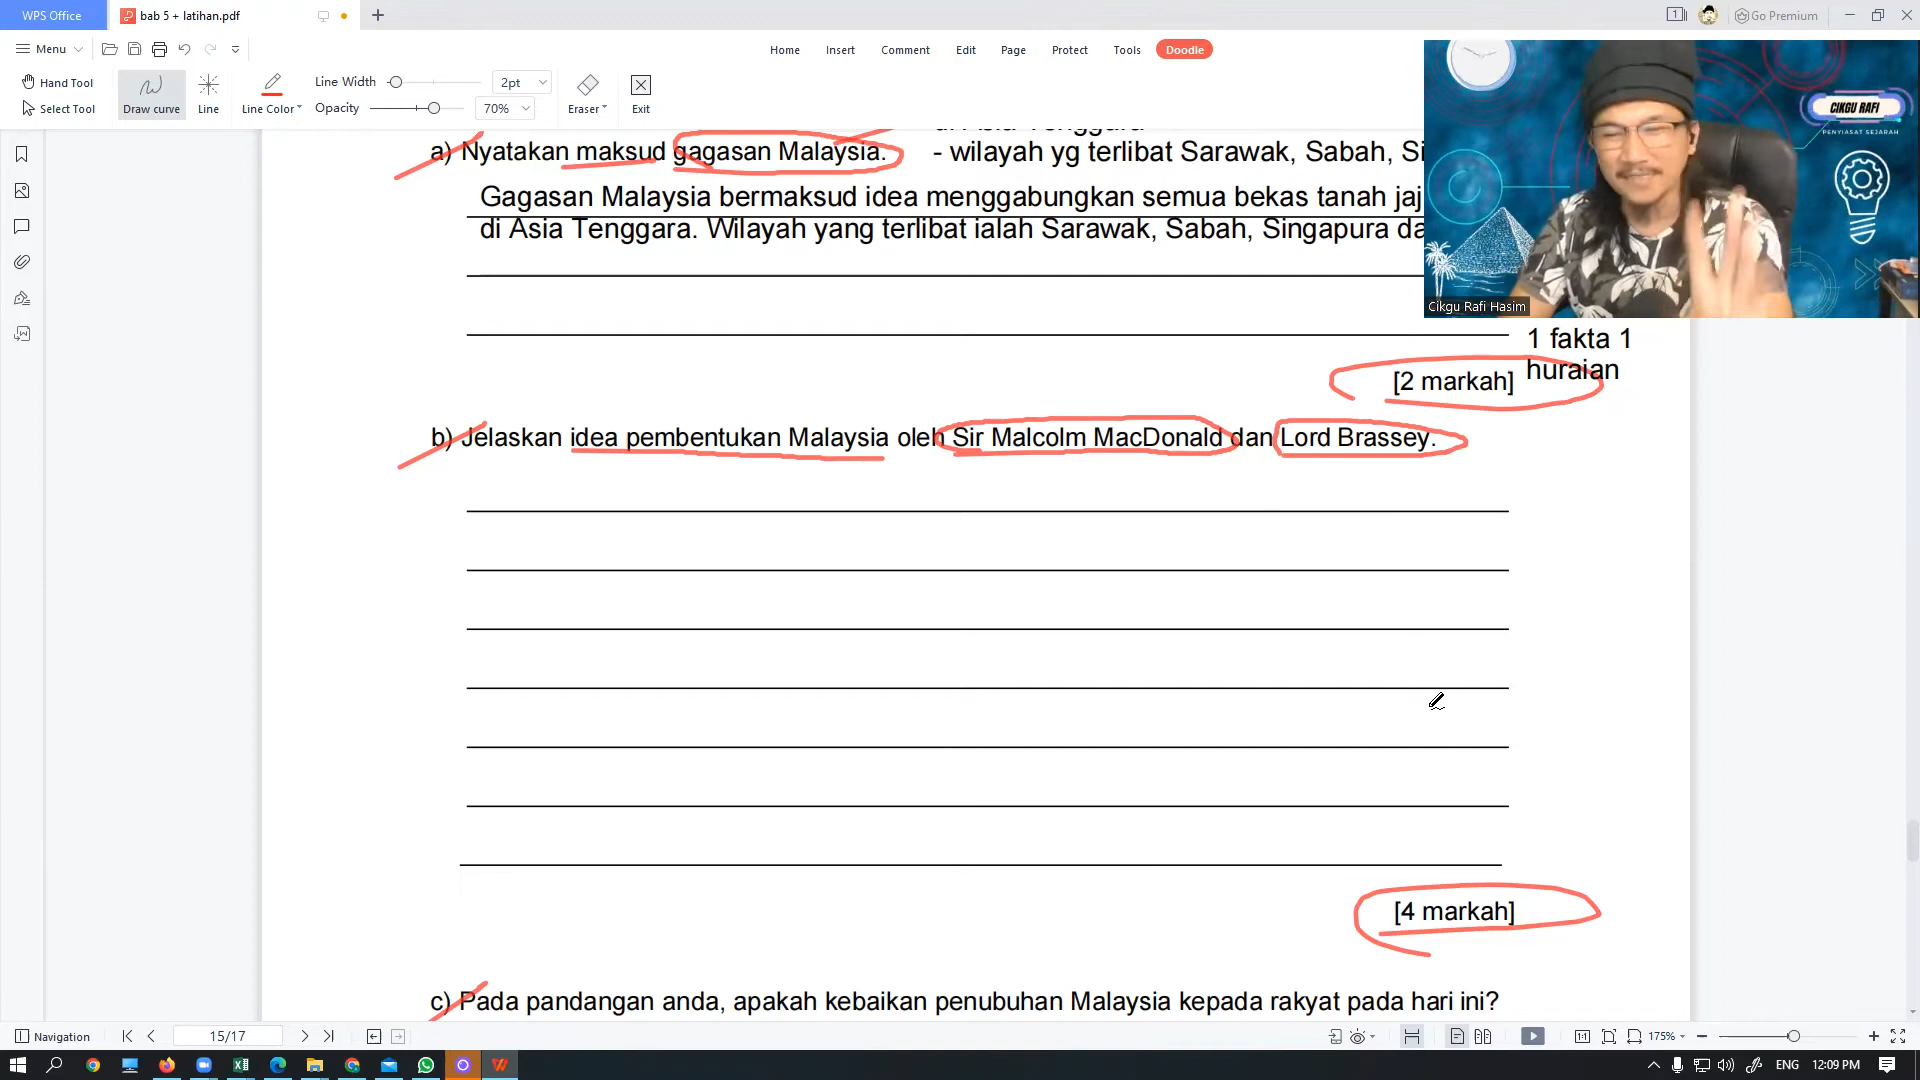 WPS Office
bab 5 + latihan.pdf
Go Premium
Menu
Home Insert Comment Edit Page Protect Tools Doodle
Hand Tool
Select Tool
Draw curve
Line
Line Color
Line Width 2pt
Opacity 70%
Eraser
Exit
CIKGU RAFI
PENYIASAT SEJARAH
a) Nyatakan maksud gagasan Malaysia. - wilayah yg terlibat Sarawak, Sabah,
Gagasan Malaysia bermaksud idea menggabungkan semua bekas tanah
di Asia Tenggara. Wilayah yang terlibat ialah Sarawak, Sabah, Singapura
Cikgu Rafi Hasim
1 fakta 1
huraian
[2 markah]
b) Jelaskan idea pembentukan Malaysia oleh Sir Malcolm MacDonald dan Lord Brassey.
[4 markah]
c) Pada pandangan anda, apakah kebaikan penubuhan Malaysia kepada rakyat pada hari ini?
Navigation 15/17 175%
ENG 12:09 PM